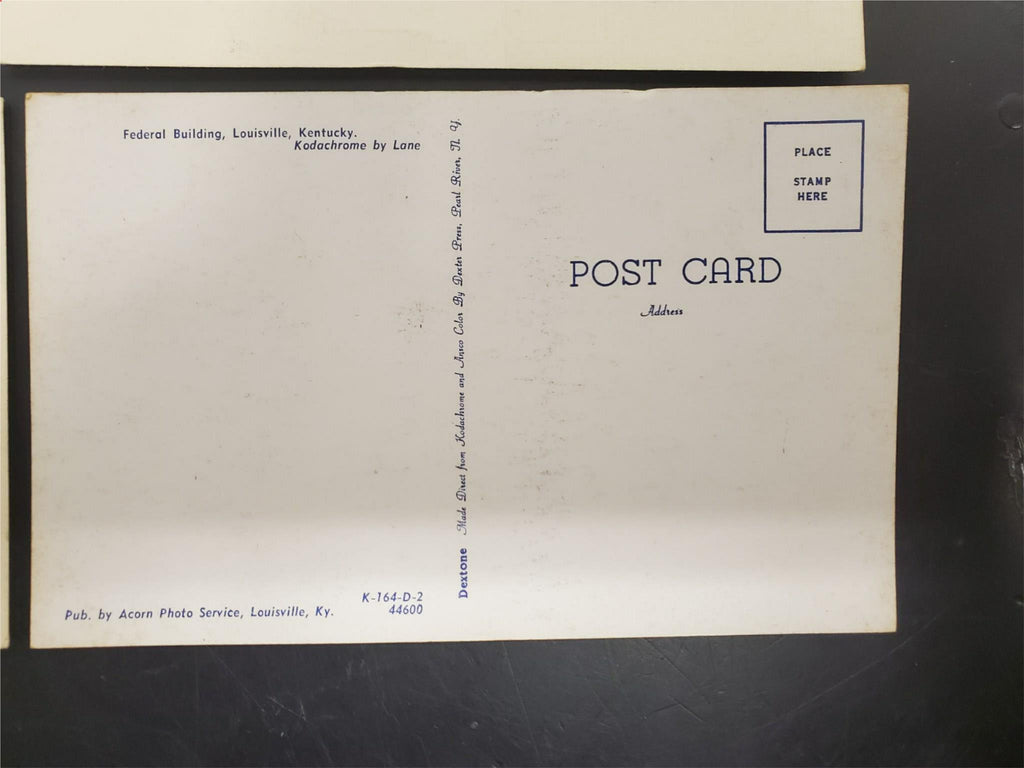 Federal Building, Louisville, Kentucky.
Kodachrome by Lane
Pub. by Acorn Photo Service, Louisville, Ky.
K-164-D-2
44600
Dextone Made Direct from Kodachrome and Ansco Color By Dexter Press, Pearl River, N. Y.
PLACE
STAMP
HERE
POST CARD
Address